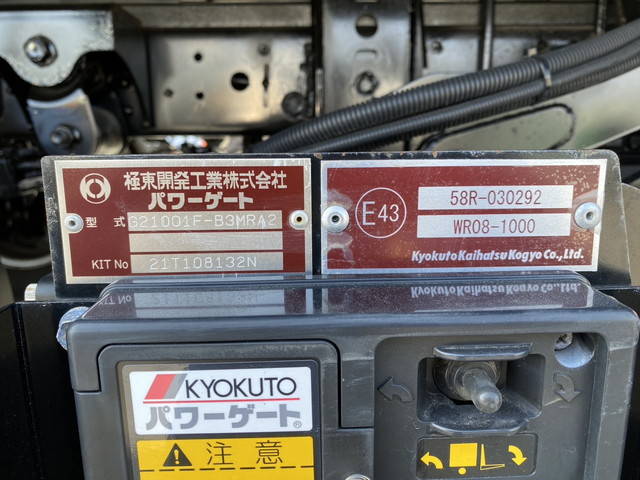 極東開発工業株式会社
パワーゲート
型 式 G21001F-B3MRA2
KIT No 21T108132N
E43
58R-030292
WR08-1000
Kyokuto Kaihatsu Kogyo Co., Ltd.
KYOKUTO
パワーゲート®
注意